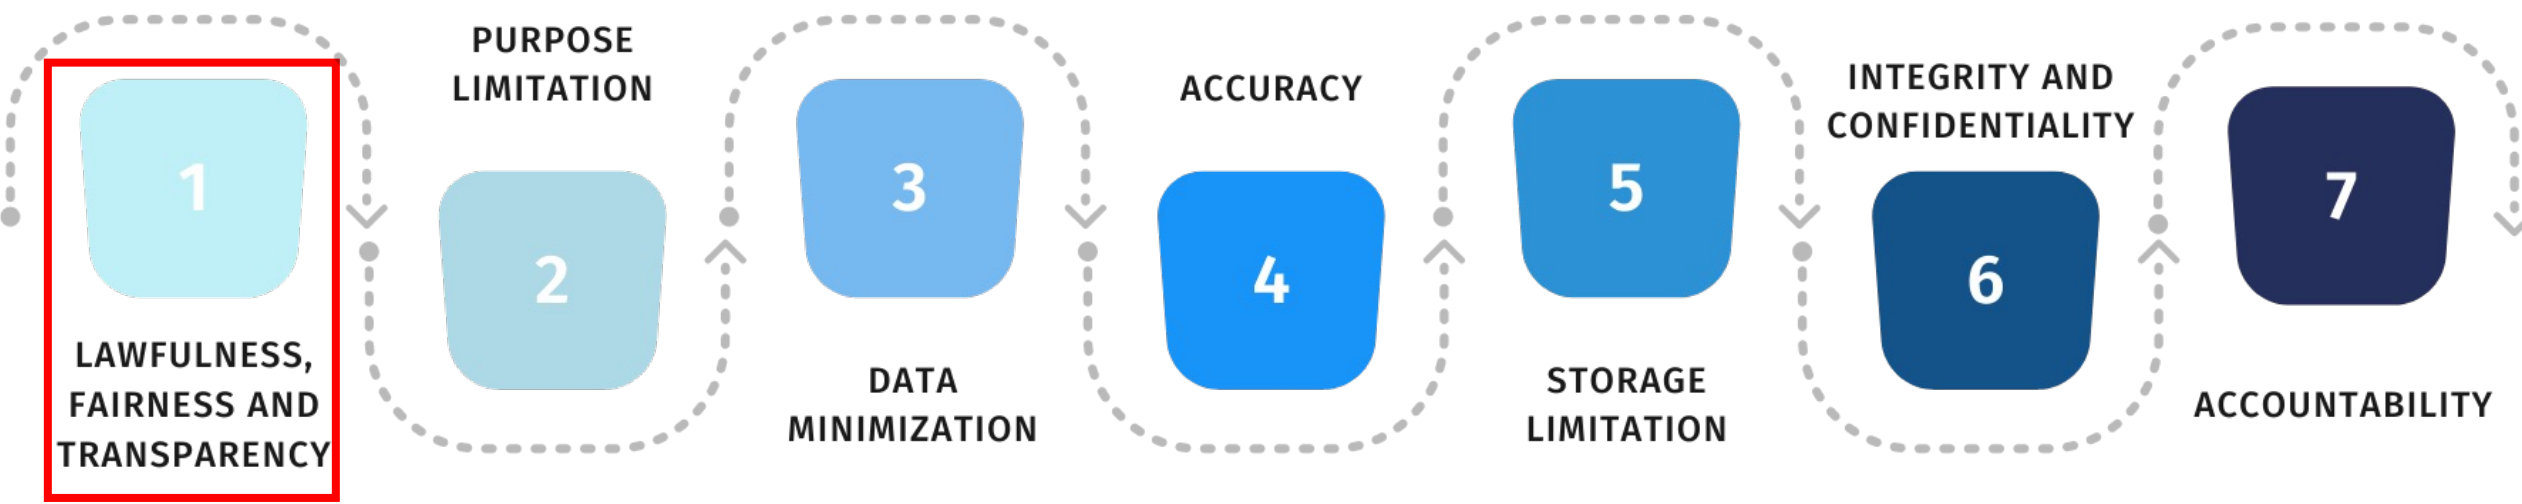 1
LAWFULNESS,
FAIRNESS AND
TRANSPARENCY
PURPOSE
LIMITATION
2
3
DATA
MINIMIZATION
ACCURACY
4
5
STORAGE
LIMITATION
INTEGRITY AND
CONFIDENTIALITY
6
7
ACCOUNTABILITY